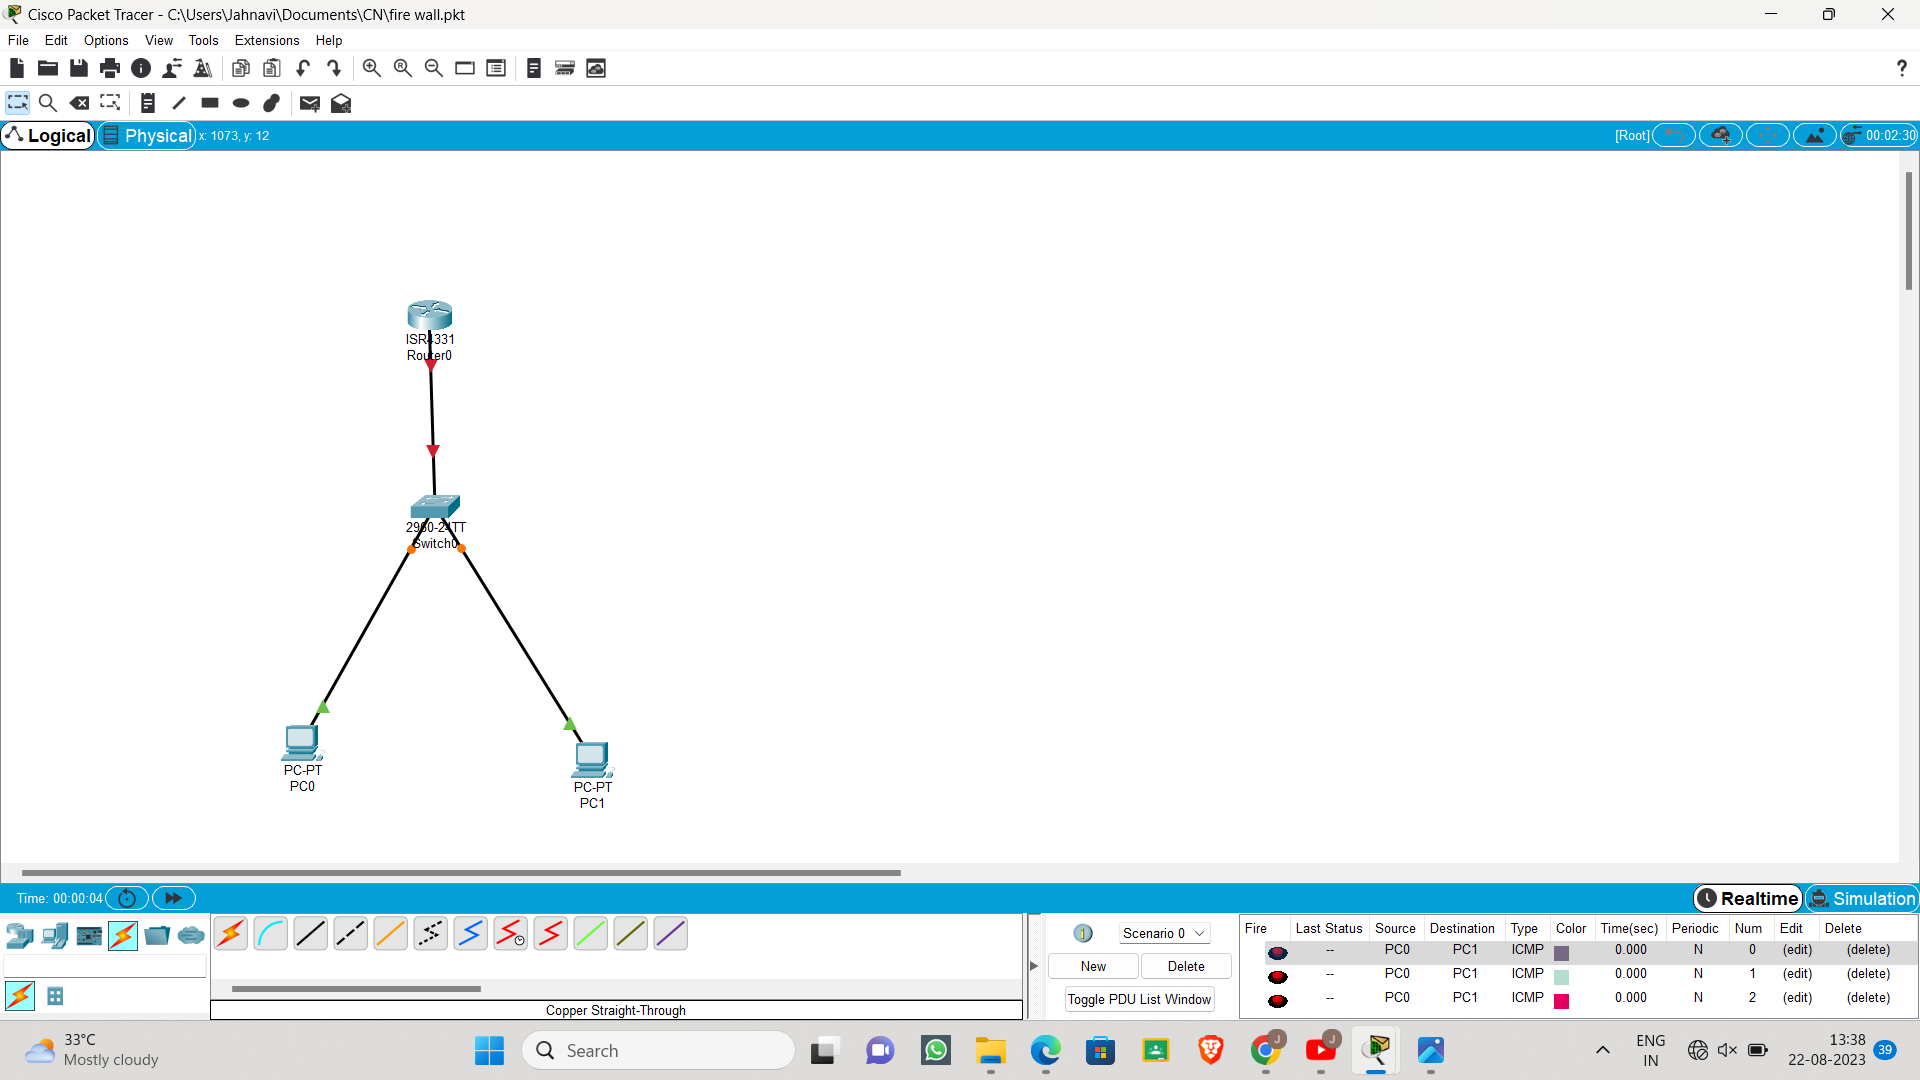 Cisco Packet Tracer - C:\Users\Jahnavi\Documents\CN\fire wall.pkt
File Edit Options View Tools Extensions Help
?
Logical Physical x: 1073, y: 12 [Root] 00:02:30
ISR4331
Router0
2960-24TT
Switch0
PC-PT
PC0
PC-PT
PC1
Time: 00:00:04 Realtime Simulation
Fire Last Status Source Destination Type Color Time(sec) Periodic Num Edit Delete
1 Scenario 0
-- PC0 PC1 ICMP 0.000 N 0 (edit) (delete)
New Delete
-- PC0 PC1 ICMP 0.000 N 1 (edit) (delete)
Toggle PDU List Window
-- PC0 PC1 ICMP 0.000 N 2 (edit) (delete)
Copper Straight-Through
33°C
Mostly cloudy
Search
J
J
ENG
IN
13:38
22-08-2023
39